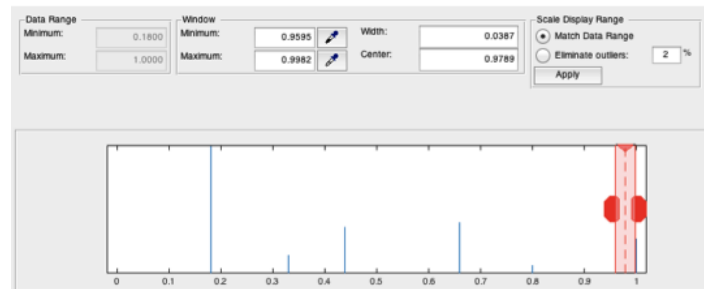 Data Range
Minimum: 0.1800
Maximum: 1.0000
Window
Minimum: 0.9595
Maximum: 0.9982
Width: 0.0387
Center: 0.9789
Scale Display Range
Match Data Range
Eliminate outliers: 2 %
Apply
0 0.1 0.2 0.3 0.4 0.5 0.6 0.7 0.8 0.9 1